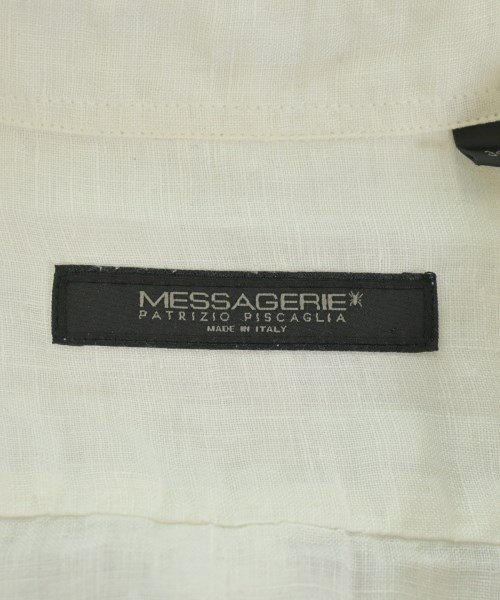 MESSAGERIE
PATRIZIO PISCAGLIA
MADE IN ITALY